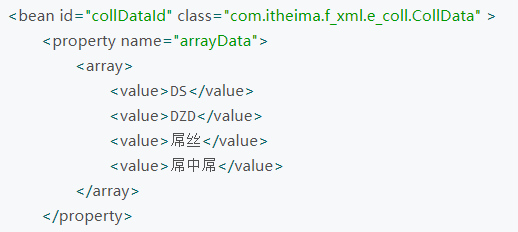 <bean id="collDataId" class="com.itheima.f_xml.e_coll.CollData" >
<property name="arrayData">
<array>
<value>DS</value>
<value>DZD</value>
<value>屌丝</value>
<value>屌中屌</value>
</array>
</property>